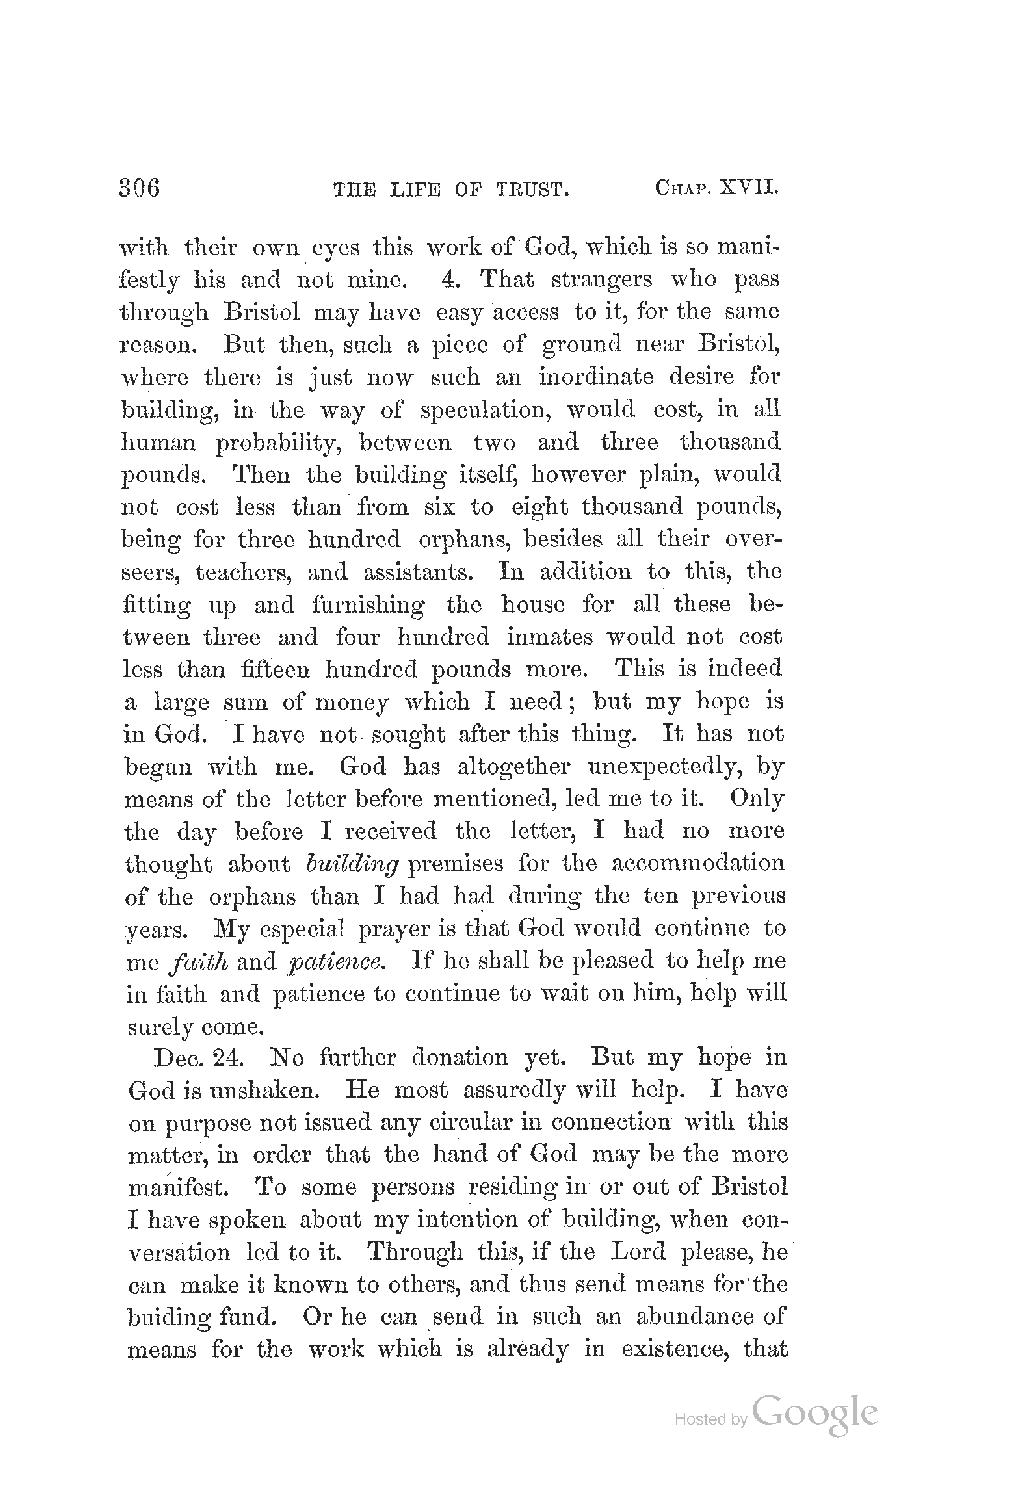 306 THE LIFE OF TRUST. CHAP. XVII.
with their own eyes this work of God, which is so mani-
festly his and not mine. 4. That strangers who pass
through Bristol may have easy access to it, for the same
reason. But then, such a piece of ground near Bristol,
where there is just now such an inordinate desire for
building, in the way of speculation, would cost, in all
human probability, between two and three thousand
pounds. Then the building itself, however plain, would
not cost less than from six to eight thousand pounds,
being for three hundred orphans, besides all their over-
seers, teachers, and assistants. In addition to this, the
fitting up and furnishing the house for all these be-
tween three and four hundred inmates would not cost
less than fifteen hundred pounds more. This is indeed
a large sum of money which I need; but my hope is
in God. I have not sought after this thing. It has not
begun with me. God has altogether unexpectedly, by
means of the letter before mentioned, led me to it. Only
the day before I received the letter, I had no more
thought about building premises for the accommodation
of the orphans than I had had during the ten previous
years. My especial prayer is that God would continue to
me faith and patience. If he shall be pleased to help me
in faith and patience to continue to wait on him, help will
surely come.
Dec. 24. No further donation yet. But my hope in
God is unshaken. He most assuredly will help. I have
on purpose not issued any circular in connection with this
matter, in order that the hand of God may be the more
manifest. To some persons residing in or out of Bristol
I have spoken about my intention of building, when con-
versation led to it. Through this, if the Lord please, he
can make it known to others, and thus send means for the
buiding fund. Or he can send in such an abundance of
means for the work which is already in existence, that
Hosted by Google